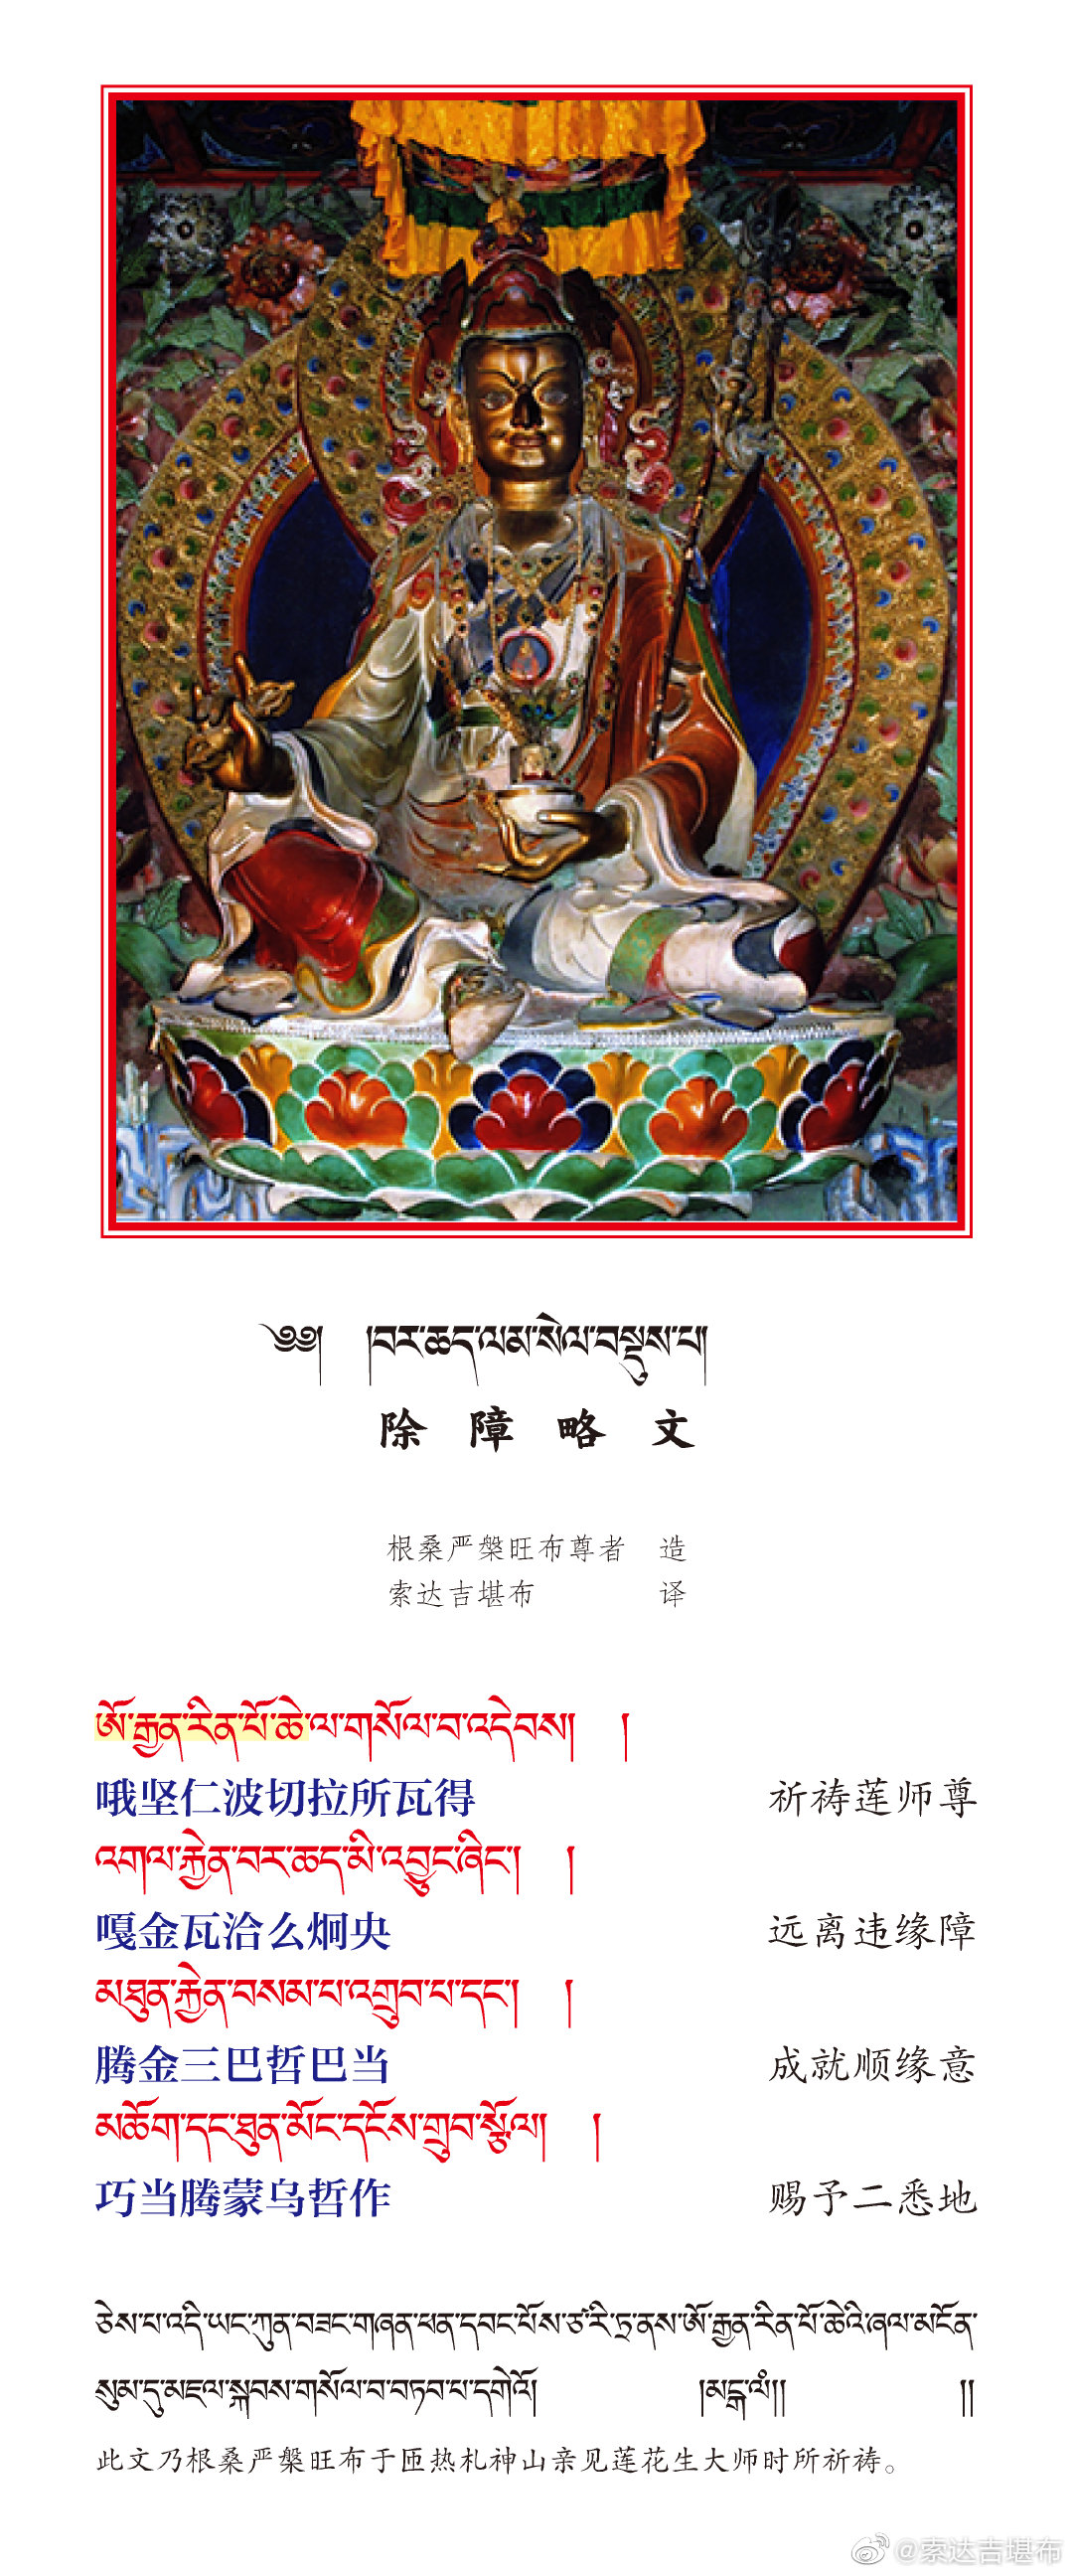 ༄༅། །བར་ཆད་ལམ་སེལ་བསྡུས་པ།
除障略文
根桑严槃旺布尊者 造
索达吉堪布 译
ཨོ་རྒྱན་རིན་པོ་ཆེ་ལ་གསོལ་བ་འདེབས། །
哦坚仁波切拉所瓦得 祈祷莲师尊
འགལ་རྐྱེན་བར་ཆད་མི་འབྱུང་ཞིང་། །
嘎金瓦洽么炯央 远离违缘障
མཐུན་རྐྱེན་བསམ་པ་འགྲུབ་པ་དང་། །
腾金三巴哲巴当 成就顺缘意
མཆོག་དང་ཐུན་མོང་དངོས་གྲུབ་སྩོལ། །
巧当腾蒙乌哲作 赐予二悉地
ཅེས་པ་འདི་ཡང་ཀུན་བཟང་གཞན་ཕན་དབང་པོས་ཙཱ་རི་ཏྲ་ནས་ཨོ་རྒྱན་རིན་པོ་ཆེའི་ཞལ་མངོན་
སུམ་དུ་མཇལ་སྐབས་གསོལ་བ་བཏབ་པ་དགེའོ། །མངྒ་ལཾ།། །།
此文乃根桑严槃旺布于匝热札神山亲见莲花生大师时所祈祷。
@索达吉堪布